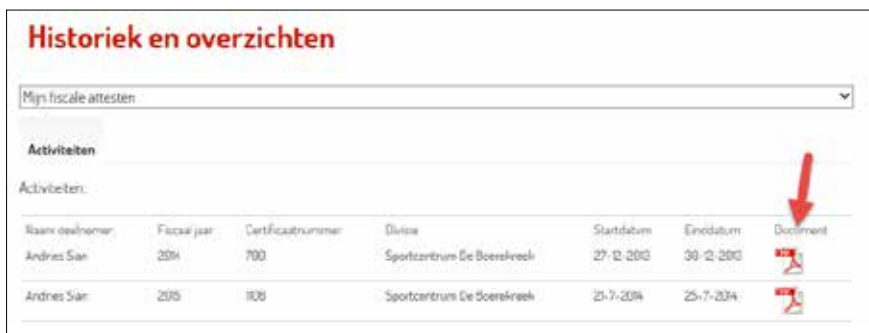 Historiek en overzichten
Mijn fiscale attesten
Activiteiten
Activiteiten:
Naam deelnemer Fiscaal jaar Certificaatnummer Divisie Startdatum Einddatum Document
Andries Sian 2014 700 Sportcentrum De Boerekreek 27-12-2013 30-12-2013
Andries Sian 2015 1108 Sportcentrum De Boerekreek 21-7-2014 25-7-2014